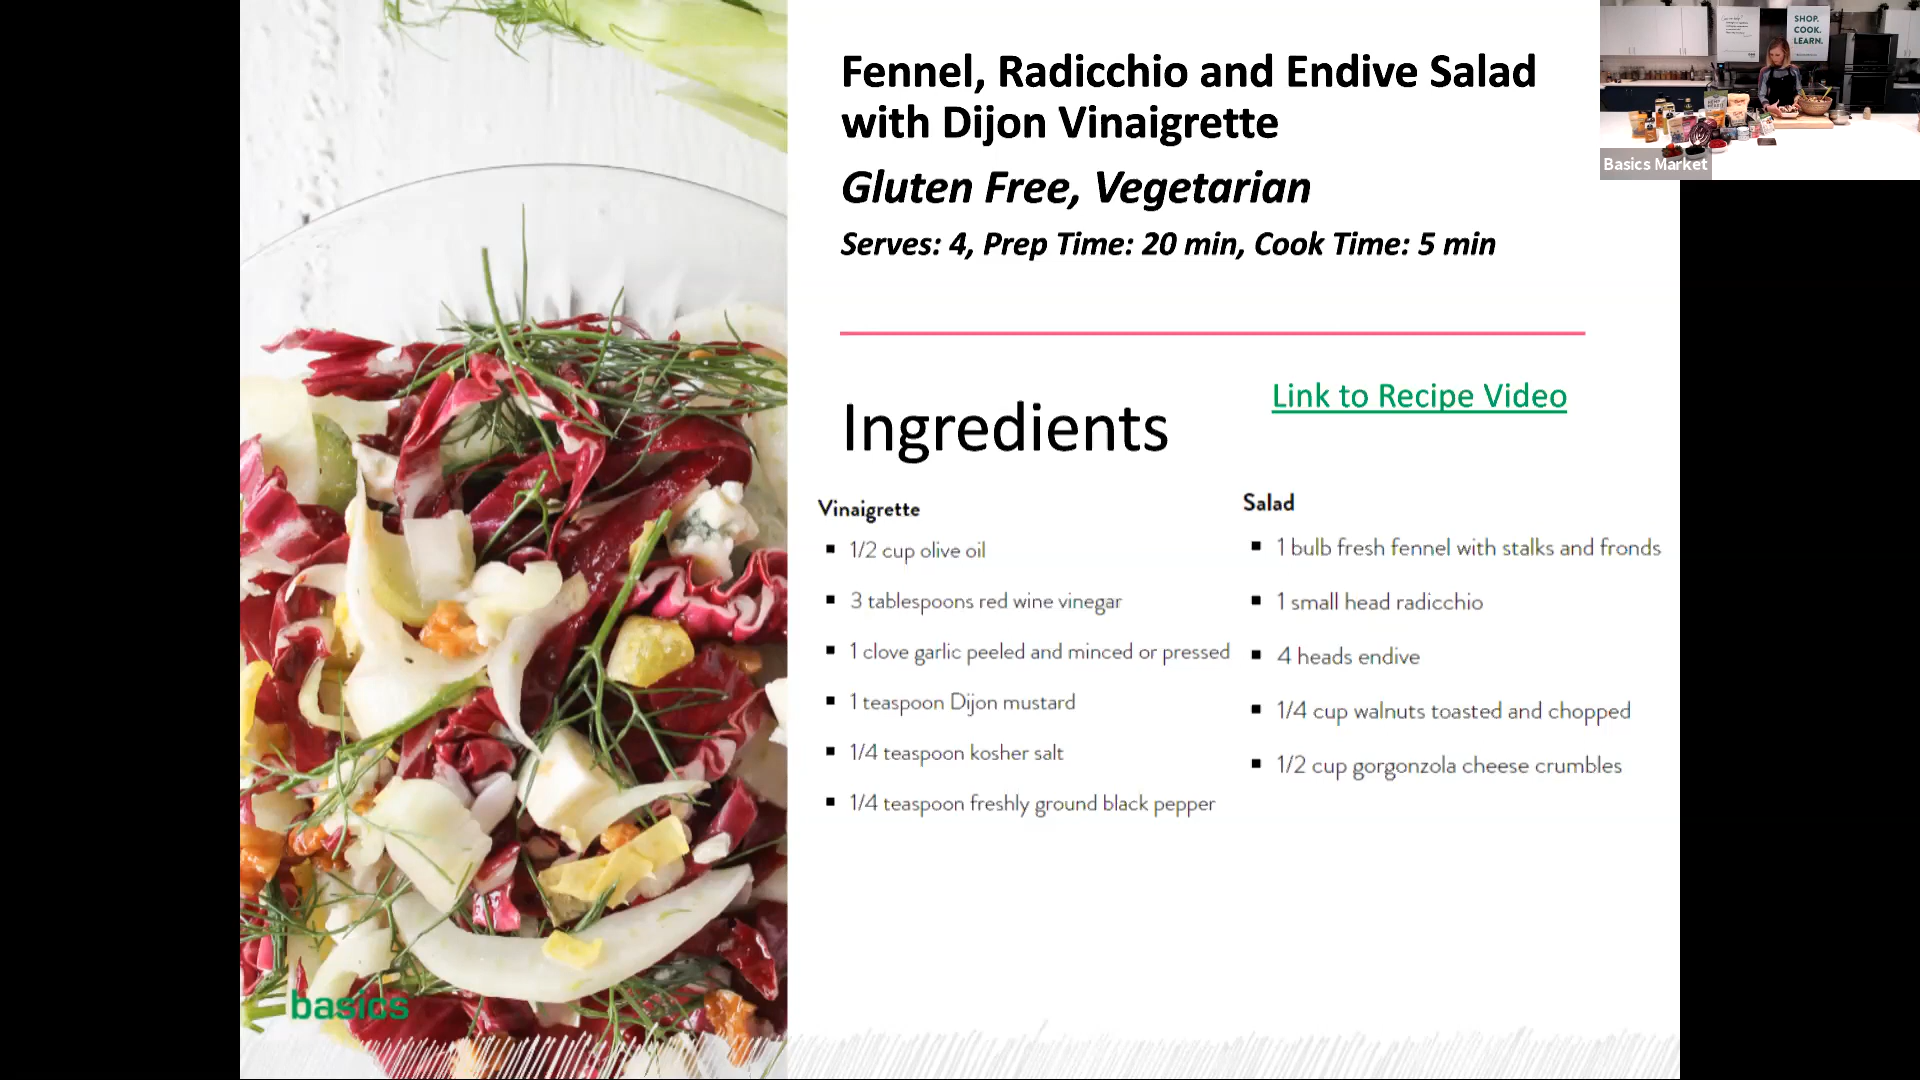 Fennel, Radicchio and Endive Salad
with Dijon Vinaigrette
Gluten Free, Vegetarian
Serves: 4, Prep Time: 20 min, Cook Time: 5 min
Link to Recipe Video
Ingredients
Vinaigrette
1/2 cup olive oil
3 tablespoons red wine vinegar
1 clove garlic peeled and minced or pressed
1 teaspoon Dijon mustard
1/4 teaspoon kosher salt
1/4 teaspoon freshly ground black pepper
Salad
1 bulb fresh fennel with stalks and fronds
1 small head radicchio
4 heads endive
1/4 cup walnuts toasted and chopped
1/2 cup gorgonzola cheese crumbles
basics
SHOP.
COOK.
LEARN.
Basics Market